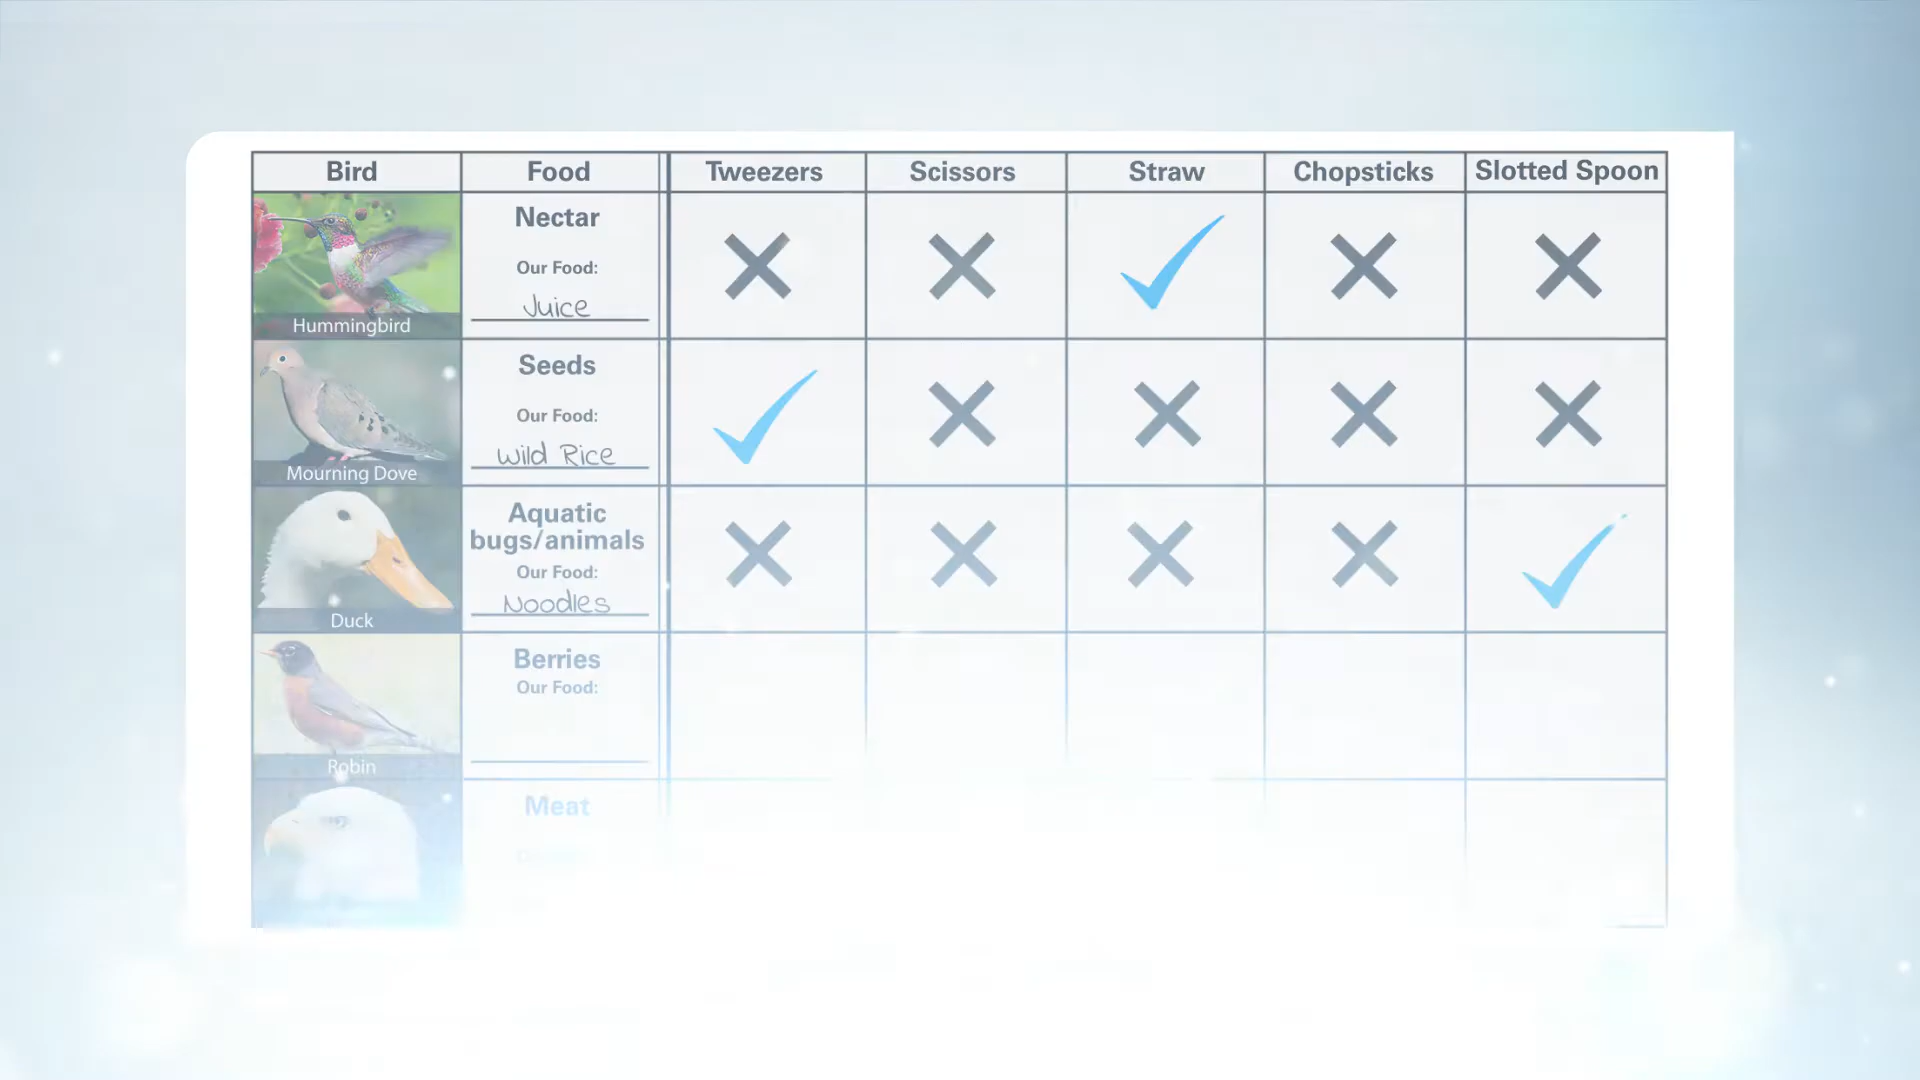 Bird Food Tweezers Scissors Straw Chopsticks Slotted Spoon
Nectar
Our Food:
Juice
Hummingbird
Seeds
Our Food:
Wild Rice
Mourning Dove
Aquatic
bugs/animals
Our Food:
Noodles
Duck
Berries
Our Food:
Robin
Meat